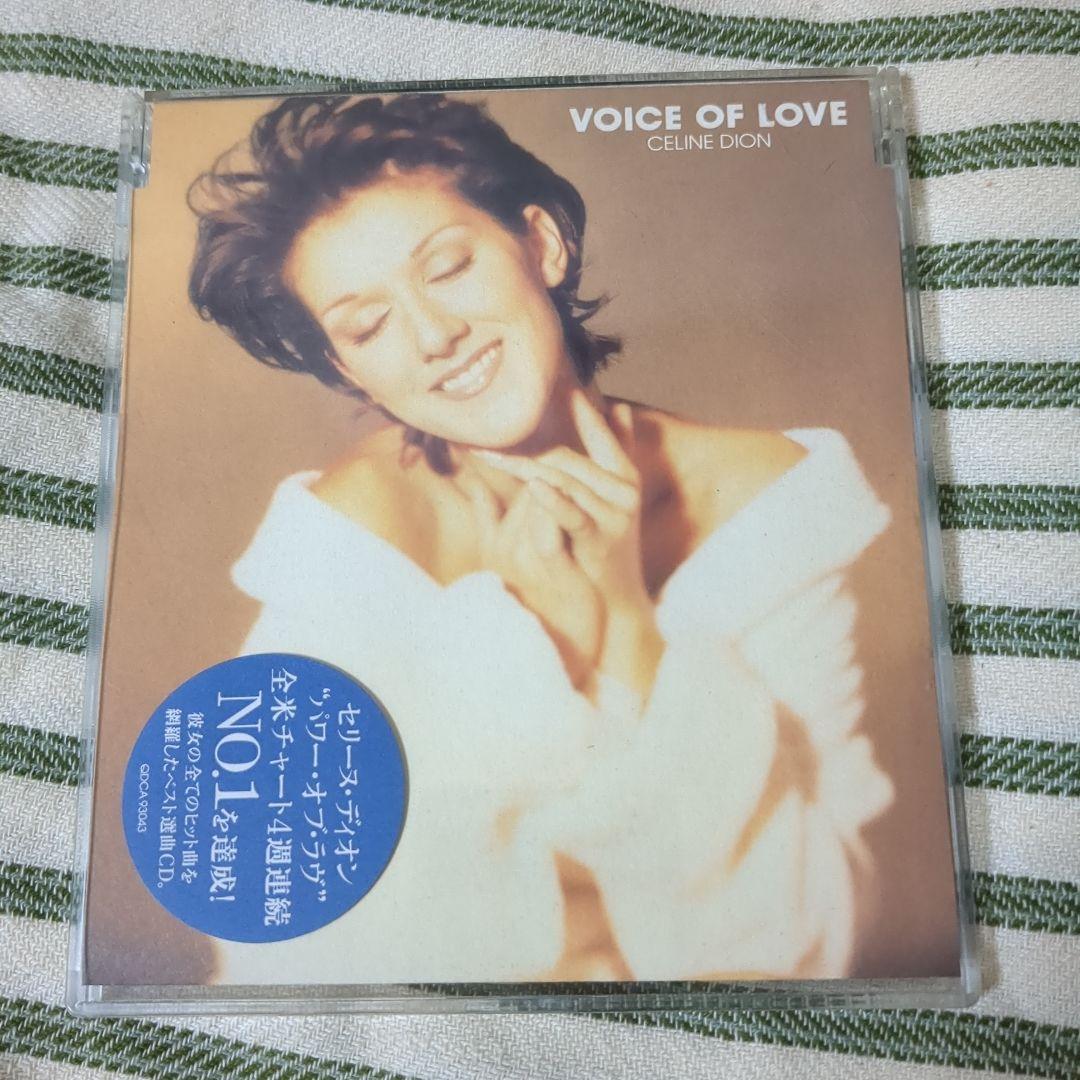 VOICE OF LOVE
CELINE DION
セリーヌ・ディオン
“パワー・オブ・ラヴ”
全米チャート4週連続
NO.1を達成!
彼女の全てのヒット曲を
網羅したベスト選曲CD。
QDCA 93043